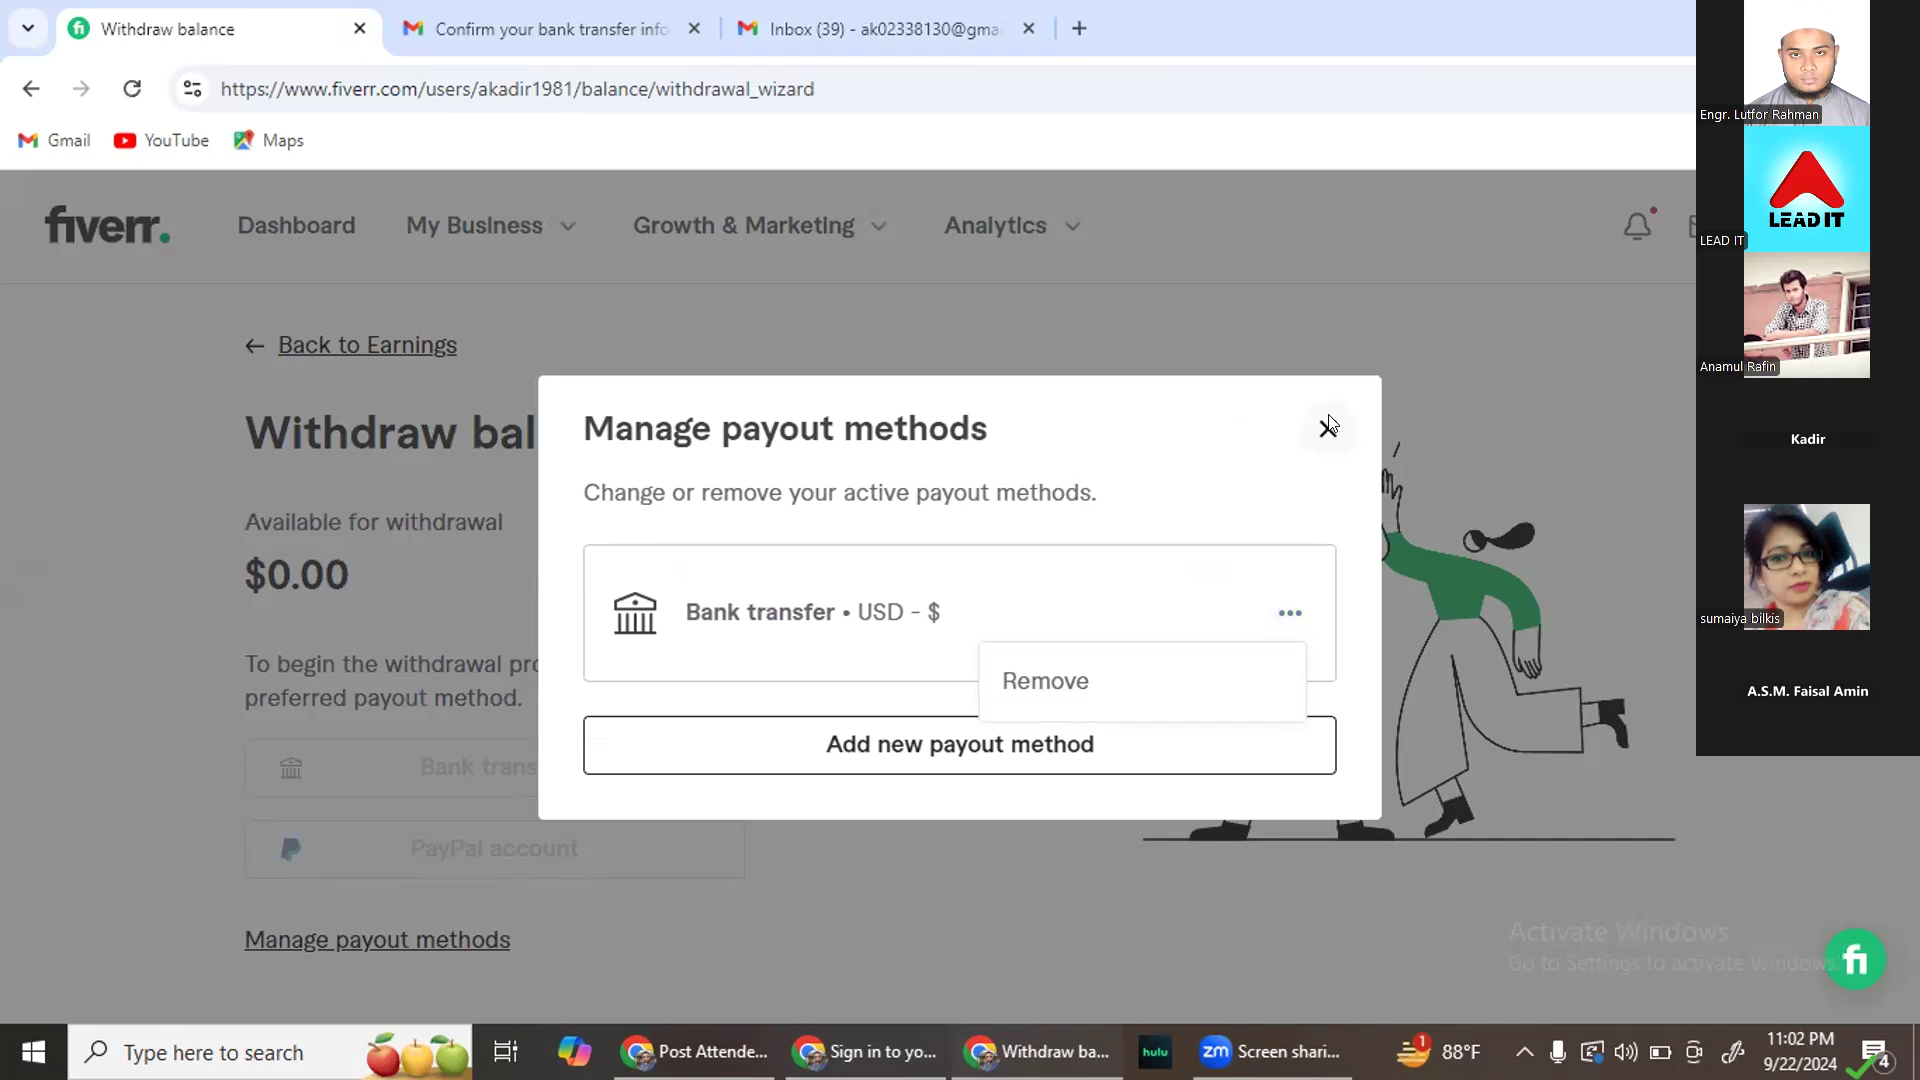 Withdraw balance
Confirm your bank transfer info
Inbox (39) - ak02338130@gmai
https://www.fiverr.com/users/akadir1981/balance/withdrawal_wizard
Gmail
YouTube
Maps
fiverr.
Dashboard
My Business
Growth & Marketing
Analytics
Back to Earnings
Withdraw bal
Available for withdrawal
$0.00
To begin the withdrawal pro
preferred payout method.
Bank trans
PayPal account
Manage payout methods
Manage payout methods
Change or remove your active payout methods.
Bank transfer • USD - $
Remove
Add new payout method
Engr. Lutfor Rahman
LEAD IT
LEAD IT
Anamul Rafin
Kadir
sumaiya bilkis
A.S.M. Faisal Amin
Activate Windows
Go to Settings to activate Windows.
fi
Type here to search
Post Attende...
Sign in to yo...
Withdraw ba...
hulu
zm
Screen shari...
1
88°F
11:02 PM
9/22/2024
4